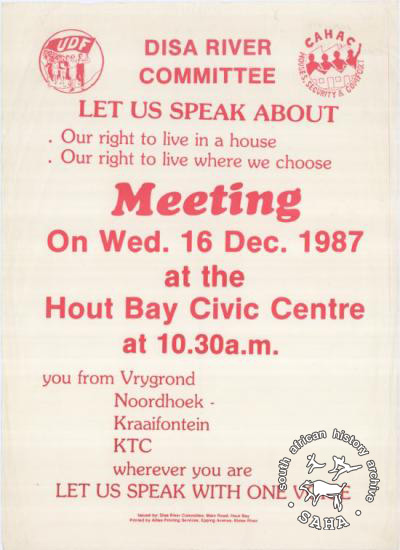 UDF
DISA RIVER
COMMITTEE
CAHAC
HOUSES, SECURITY & COMFORT
LET US SPEAK ABOUT
. Our right to live in a house
. Our right to live where we choose
Meeting
On Wed. 16 Dec. 1987
at the
Hout Bay Civic Centre
at 10.30a.m.
you from Vrygrond
Noordhoek -
Kraaifontein
KTC
wherever you are
LET US SPEAK WITH ONE
Issued by: Disa River Committee, Main Road, Hout Bay
Printed by Allies Printing Services, Epping Avenue, Elsies River
south african history archive
SAHA